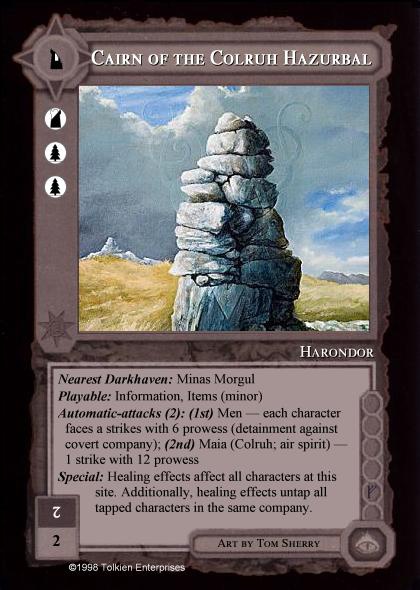 Cairn of the Colruh Hazurbal
Harondor
Nearest Darkhaven: Minas Morgul
Playable: Information, Items (minor)
Automatic-attacks (2): (1st) Men — each character
faces a strikes with 6 prowess (detainment against
covert company); (2nd) Maia (Colruh; air spirit) —
1 strike with 12 prowess
Special: Healing effects affect all characters at this
site. Additionally, healing effects untap all
tapped characters in the same company.
2
Art by Tom Sherry
©1998 Tolkien Enterprises